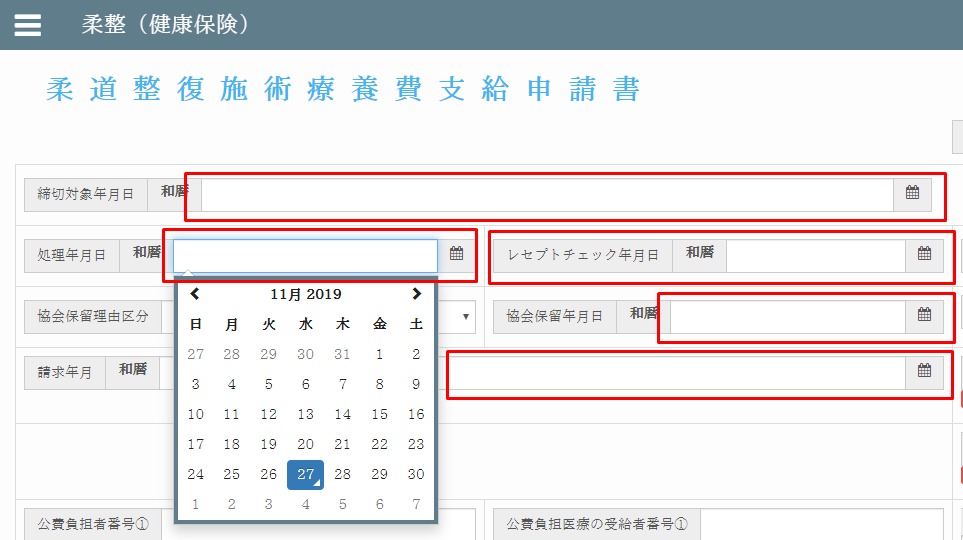 柔整（健康保険）
柔道整復施術療養費支給申請書
締切対象年月日 和暦
処理年月日 和暦
レセプトチェック年月日 和暦
11月 2019
日 月 火 水 木 金 土
27 28 29 30 31 1 2
3 4 5 6 7 8 9
10 11 12 13 14 15 16
17 18 19 20 21 22 23
24 25 26 27 28 29 30
1 2 3 4 5 6 7
協会保留理由区分
協会保留年月日 和暦
請求年月 和暦
公費負担者番号①
公費負担医療の受給者番号①